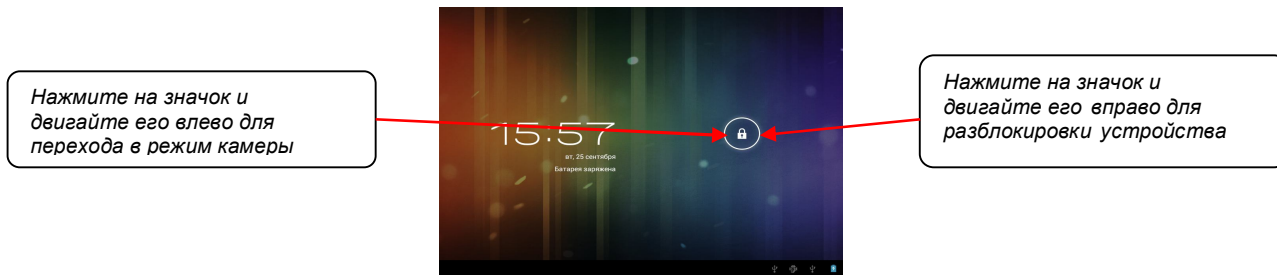 Нажмите на значок и
двигайте его влево для
перехода в режим камеры
15:57
вт, 25 сентября
Батарея заряжена
Нажмите на значок и
двигайте его вправо для
разблокировки устройства